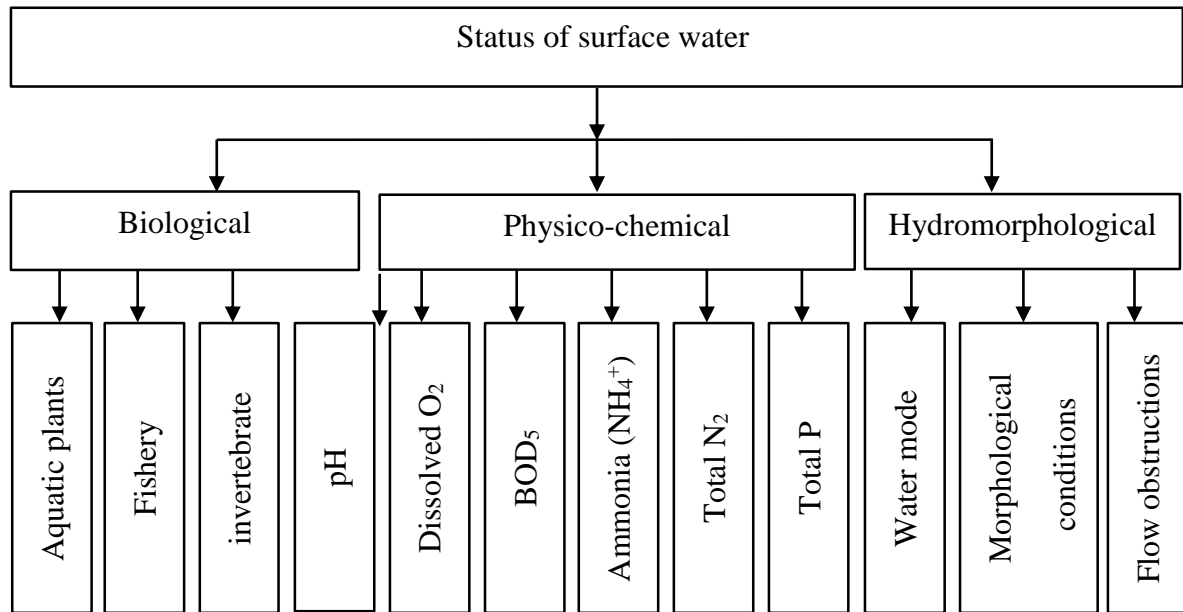 Status of surface water
Biological
Physico-chemical
Hydromorphological
Aquatic plants
Fishery
invertebrate
pH
Dissolved O₂
BOD₅
Ammonia (NH₄⁺)
Total N₂
Total P
Water mode
Morphological
conditions
Flow obstructions